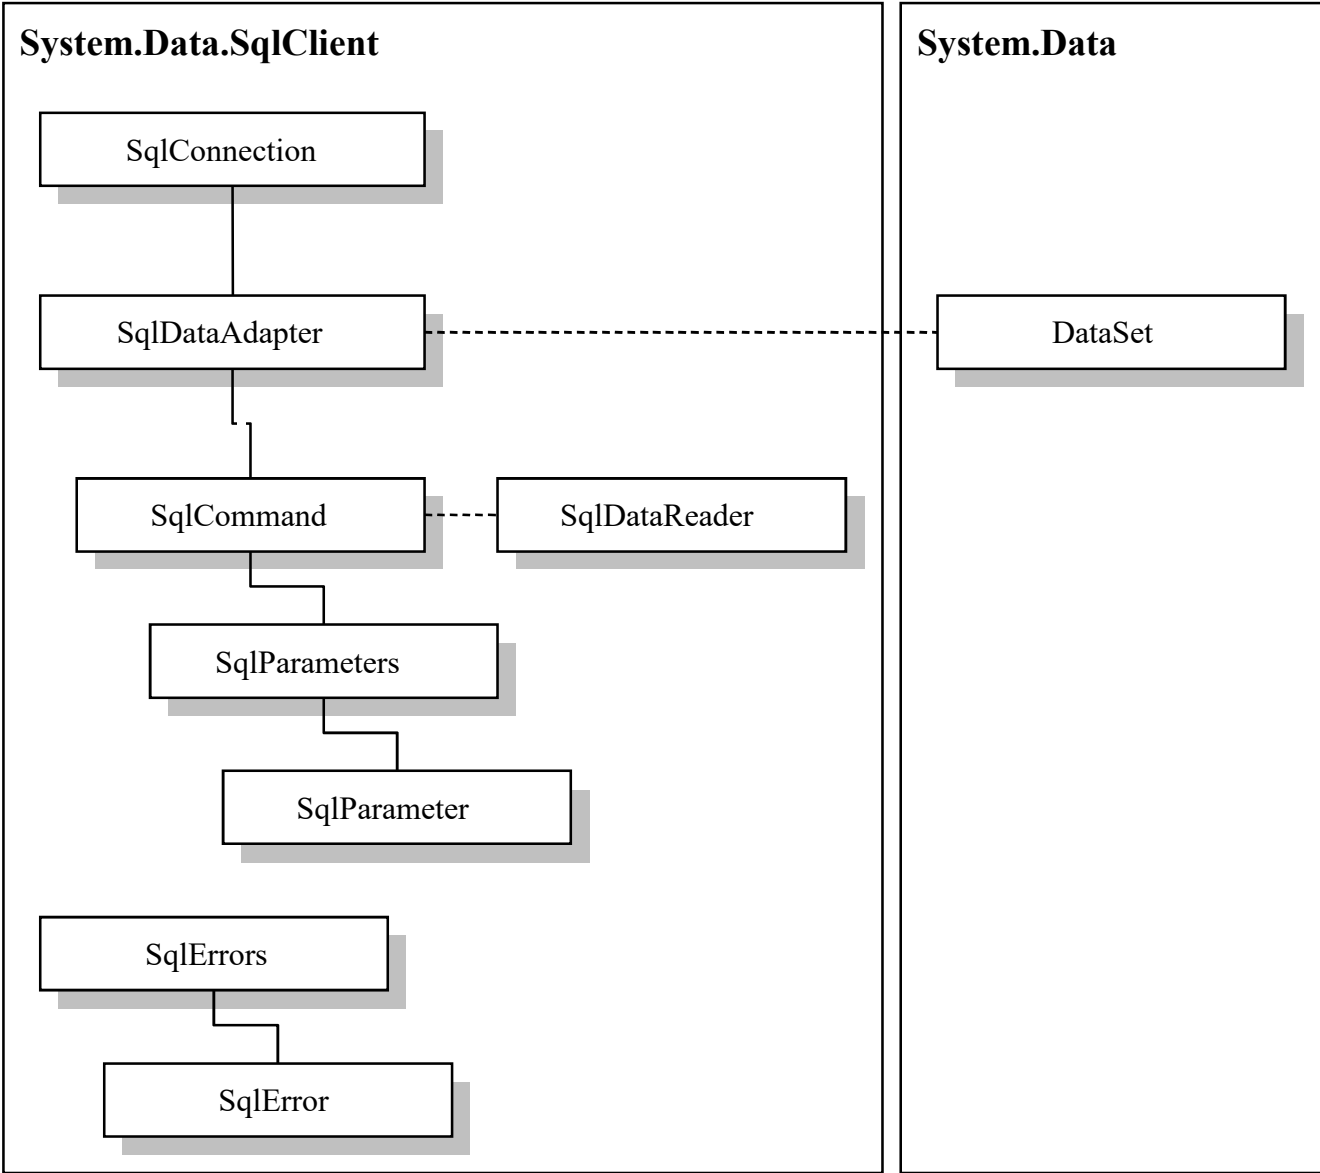 System.Data.SqlClient
System.Data
SqlConnection
SqlDataAdapter
DataSet
SqlCommand
SqlDataReader
SqlParameters
SqlParameter
SqlErrors
SqlError